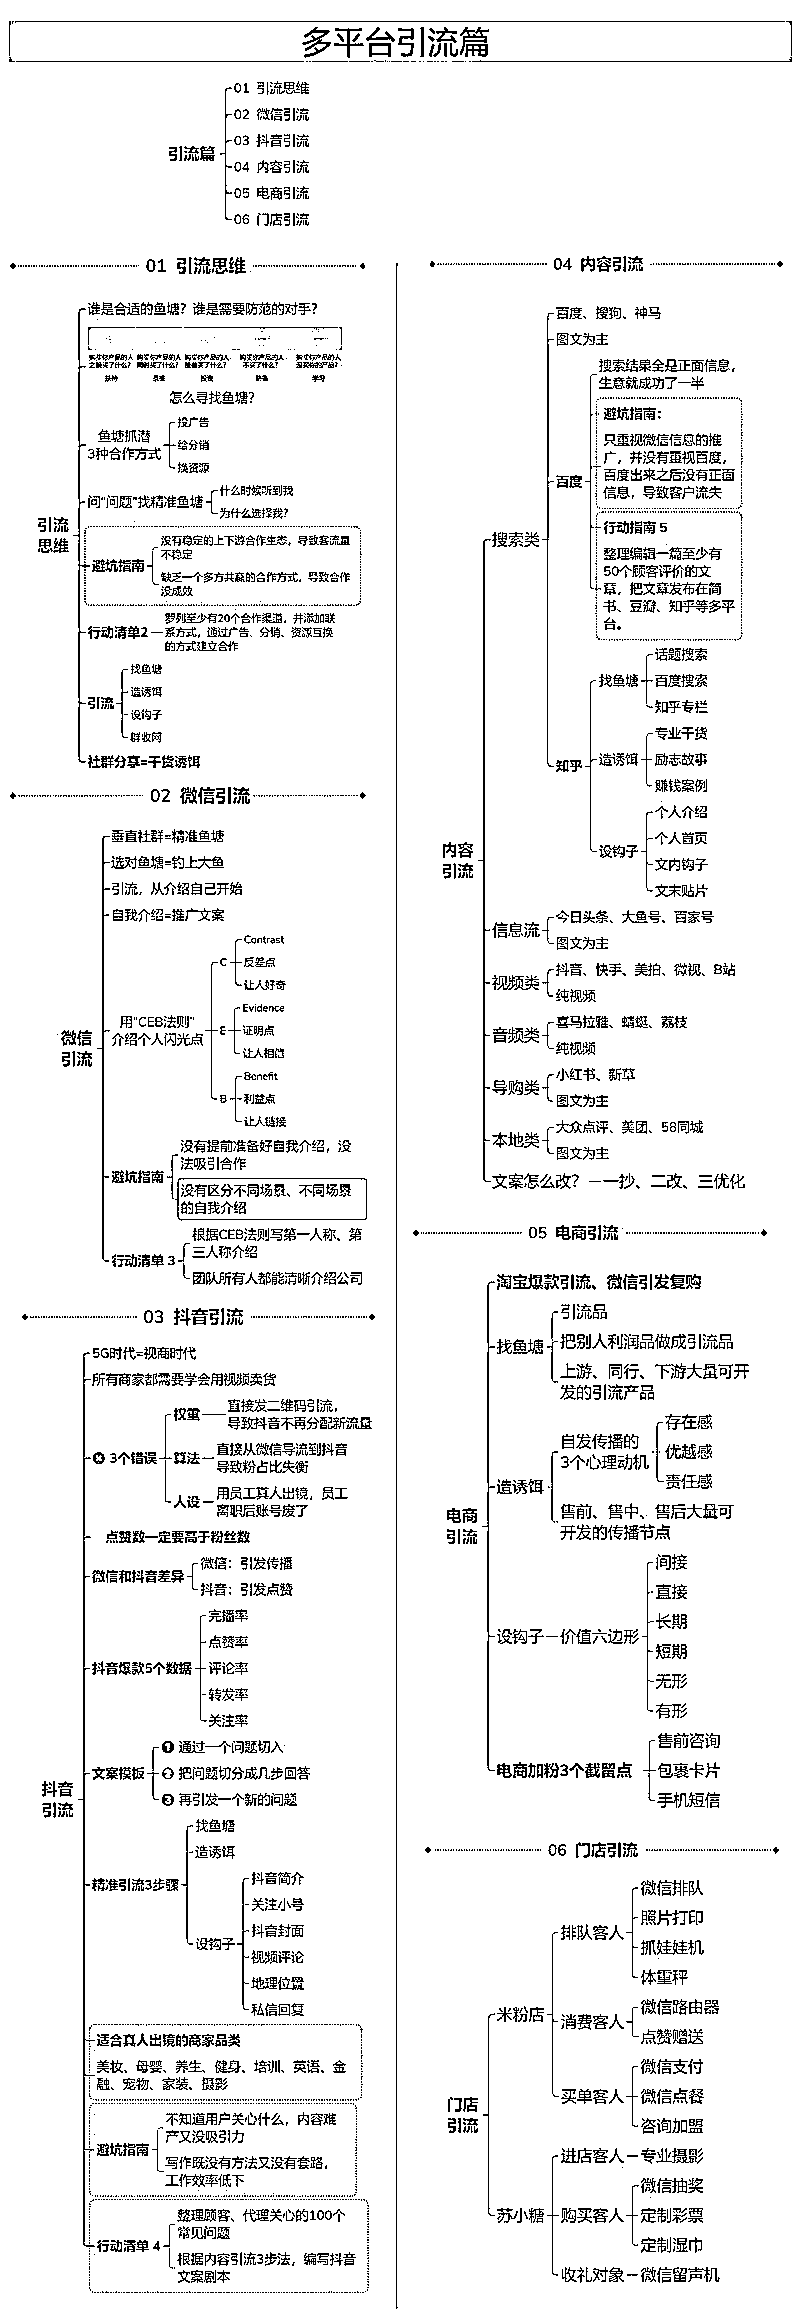 多平台引流篇
引流篇
01 引流思维
02 微信引流
03 抖音引流
04 内容引流
05 电商引流
06 门店引流
01 引流思维
引流
思维
谁是合适的鱼塘？谁是需要防范的对手？
怎么寻找鱼塘？
鱼塘抓潜
3种合作方式
投广告
给分销
换资源
问“问题”找精准鱼塘
什么时候听到我
为什么选择我？
避坑指南
没有稳定的上下游合作生态，导致客流量
不稳定
缺乏一个多方共赢的合作方式，导致合作
没成效
行动清单2
罗列至少有20个合作渠道，并添加联
系方式，通过广告、分销、资源互换
的方式建立合作
引流
找鱼塘
造诱饵
设钩子
群收网
社群分享=干货诱饵
02 微信引流
微信
引流
垂直社群=精准鱼塘
选对鱼塘=钓上大鱼
引流，从介绍自己开始
自我介绍=推广文案
用“CEB法则”
介绍个人闪光点
C
Contrast
反差点
让人好奇
E
Evidence
证明点
让人相信
B
Benefit
利益点
让人链接
避坑指南
没有提前准备好自我介绍，没
法吸引合作
没有区分不同场景、不同场景
的自我介绍
行动清单 3
根据CEB法则写第一人称、第
三人称介绍
团队所有人都能清晰介绍公司
03 抖音引流
抖音
引流
5G时代=视商时代
所有商家都需要学会用视频卖货
3个错误
权重
直接发二维码引流，
导致抖音不再分配新流量
算法
直接从微信导流到抖音
导致粉占比失衡
人设
用员工真人出镜，员工
离职后账号废了
点赞数一定要高于粉丝数
微信和抖音差异
微信：引发传播
抖音：引发点赞
抖音爆款5个数据
完播率
点赞率
评论率
转发率
关注率
文案模板
1 通过一个问题切入
2 把问题切分成几步回答
3 再引发一个新的问题
精准引流3步骤
找鱼塘
造诱饵
设钩子
抖音简介
关注小号
抖音封面
视频评论
地理位置
私信回复
适合真人出镜的商家品类
美妆、母婴、养生、健身、培训、英语、金
融、宠物、家装、摄影
避坑指南
不知道用户关心什么，内容难
产又没吸引力
写作既没有方法又没有套路，
工作效率低下
行动清单 4
整理顾客、代理关心的100个
常见问题
根据内容引流3步法，编写抖音
文案剧本
04 内容引流
内容
引流
搜索类
百度、搜狗、神马
图文为主
百度
搜索结果全是正面信息，
生意就成功了一半
避坑指南：
只重视微信信息的推
广，并没有重视百度，
百度出来之后没有正面
信息，导致客户流失
行动指南 5
整理编辑一篇至少有
50个顾客评价的文
章，把文章发布在简
书、豆瓣、知乎等多平
台。
知乎
找鱼塘
话题搜索
百度搜索
知乎专栏
造诱饵
专业干货
励志故事
赚钱案例
设钩子
个人介绍
个人首页
文内钩子
文末贴片
信息流
今日头条、大鱼号、百家号
图文为主
视频类
抖音、快手、美拍、微视、B站
纯视频
音频类
喜马拉雅、蜻蜓、荔枝
纯视频
导购类
小红书、新草
图文为主
本地类
大众点评、美团、58同城
图文为主
文案怎么改？——抄、二改、三优化
05 电商引流
电商
引流
淘宝爆款引流、微信引发复购
找鱼塘
引流品
把别人利润品做成引流品
上游、同行、下游大量可开
发的引流产品
造诱饵
自发传播的
3个心理动机
存在感
优越感
责任感
售前、售中、售后大量可
开发的传播节点
设钩子
价值六边形
间接
直接
长期
短期
无形
有形
电商加粉3个截留点
售前咨询
包裹卡片
手机短信
06 门店引流
门店
引流
米粉店
排队客人
微信排队
照片打印
抓娃娃机
体重秤
消费客人
微信路由器
点赞赠送
买单客人
微信支付
微信点餐
咨询加盟
苏小糖
进店客人
专业摄影
购买客人
微信抽奖
定制彩票
定制湿巾
收礼对象
微信留声机